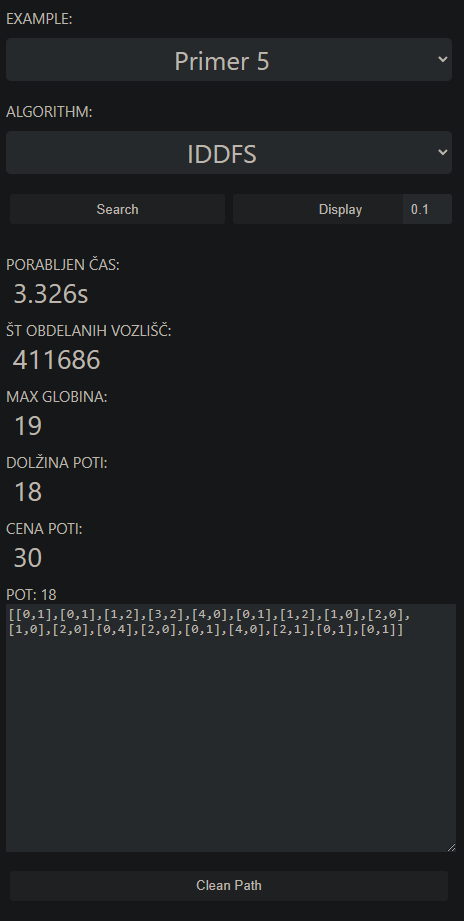 EXAMPLE:
Primer 5
ALGORITHM:
IDDFS
Search
Display
0.1
PORABLJEN ČAS:
3.326s
ŠT OBDELANIH VOZLIŠČ:
411686
MAX GLOBINA:
19
DOLŽINA POTI:
18
CENA POTI:
30
POT: 18
[[0,1],[0,1],[1,2],[3,2],[4,0],[0,1],[1,2],[1,0],[2,0],
[1,0],[2,0],[0,4],[2,0],[0,1],[4,0],[2,1],[0,1],[0,1]]
Clean Path